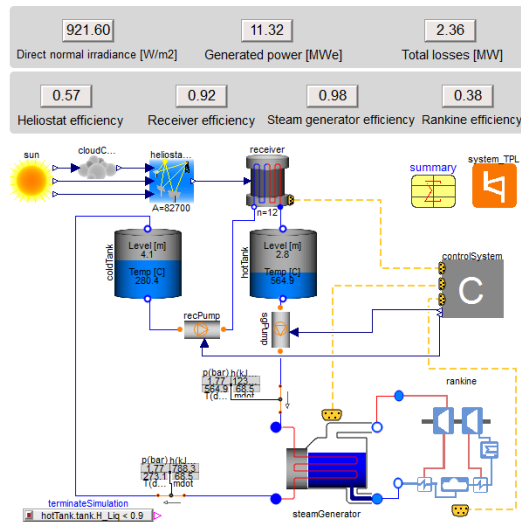 921.60
11.32
2.36
Direct normal irradiance [W/m2]
Generated power [MWe]
Total losses [MW]
0.57
0.92
0.98
0.38
Heliostat efficiency
Receiver efficiency
Steam generator efficiency
Rankine efficiency
sun
cloudC...
heliosta...
receiver
summary
system_TPL
A=82700
n=12
coldTank
Level [m]
4.1
Temp [C]
280.4
hotTank
Level [m]
2.8
Temp [C]
564.9
controlSystem
C
recPump
sgPump
p(bar)
h(kJ...
1.77
123...
564.9
68.5
T(d...
mdot
rankine
p(bar)
h(kJ...
1.77
788.3
273.1
68.5
T(d...
mdot
steamGenerator
terminateSimulation
hotTank.tank.H_Liq < 0.9